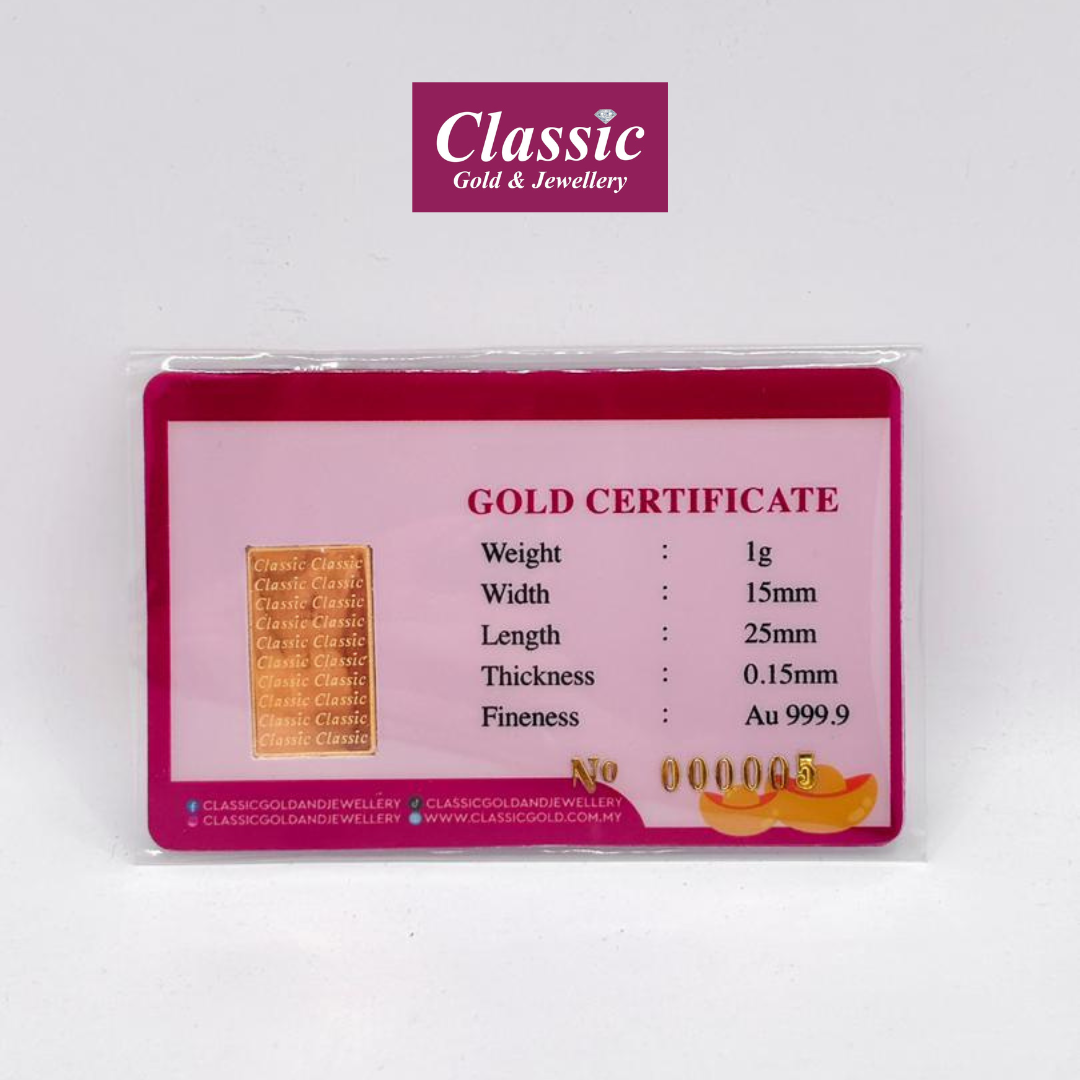 Classic
Gold & Jewellery
GOLD CERTIFICATE
Weight : 1g
Width : 15mm
Length : 25mm
Thickness : 0.15mm
Fineness : Au 999.9
Classic Classic
Classic Classic
Classic Classic
Classic Classic
Classic Classic
Classic Classic
Classic Classic
Classic Classic
Classic Classic
Classic Classic
No 000005
CLASSICGOLDANDJEWELLERY CLASSICGOLDANDJEWELLERY
CLASSICGOLDANDJEWELLERY WWW.CLASSICGOLD.COM.MY